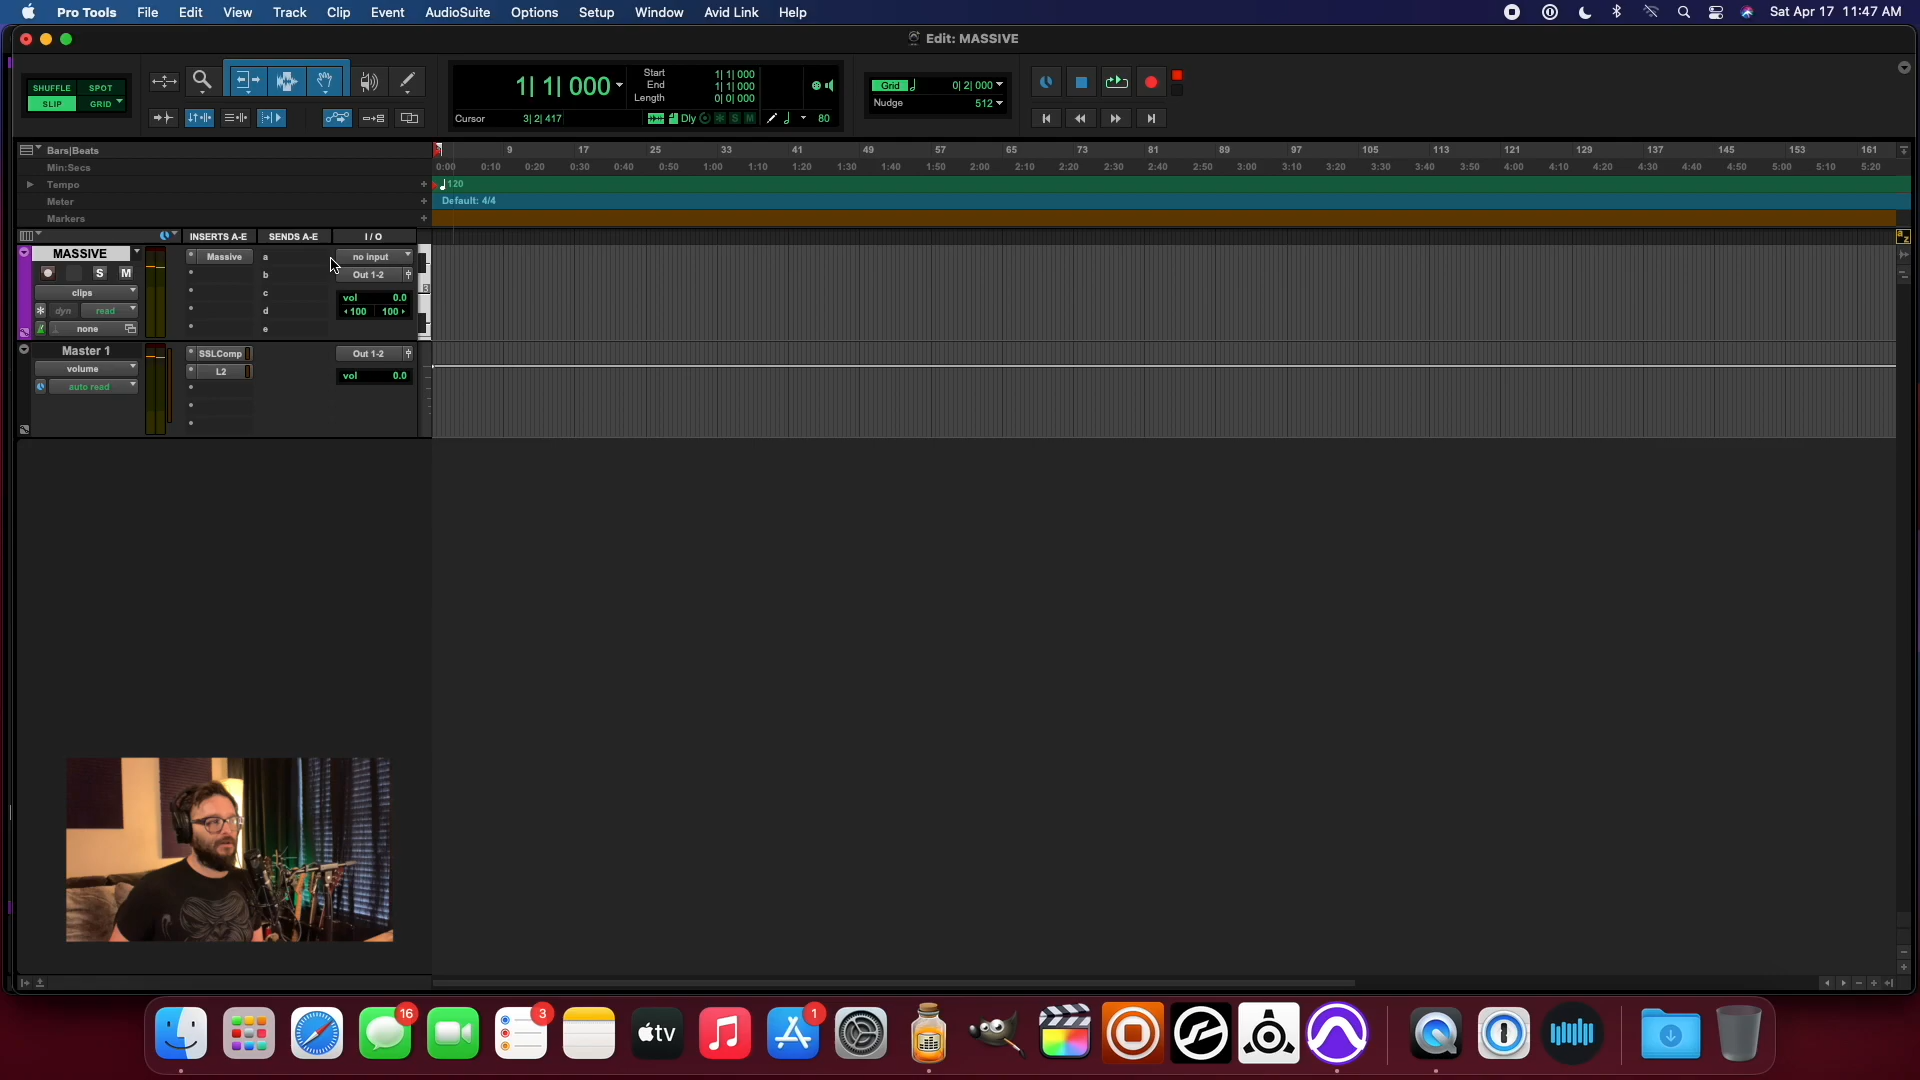 Pro Tools File Edit View Track Clip Event AudioSuite Options Setup Window Avid Link Help Sat Apr 17 11:47 AM
Edit: MASSIVE
SHUFFLE SPOT
SLIP GRID
1| 1| 000
Start 1| 1| 000
End 1| 1| 000
Length 0| 0| 000
Cursor 3| 2| 417 Dly S M 80
Grid 0| 2| 000
Nudge 512
Bars|Beats 9 17 25 33 41 49 57 65 73 81 89 97 105 113 121 129 137 145 153 161
Min:Secs 0:00 0:10 0:20 0:30 0:40 0:50 1:00 1:10 1:20 1:30 1:40 1:50 2:00 2:10 2:20 2:30 2:40 2:50 3:00 3:10 3:20 3:30 3:40 3:50 4:00 4:10 4:20 4:30 4:40 4:50 5:00 5:10 5:20
Tempo 120
Meter Default: 4/4
Markers
INSERTS A-E SENDS A-E I / O
a z
MASSIVE Massive a no input
S M b Out 1-2
clips c vol 0.0
dyn read d 100 100
none e
3
Master 1 SSLComp Out 1-2
volume L2 vol 0.0
auto read
16 3 tv 1